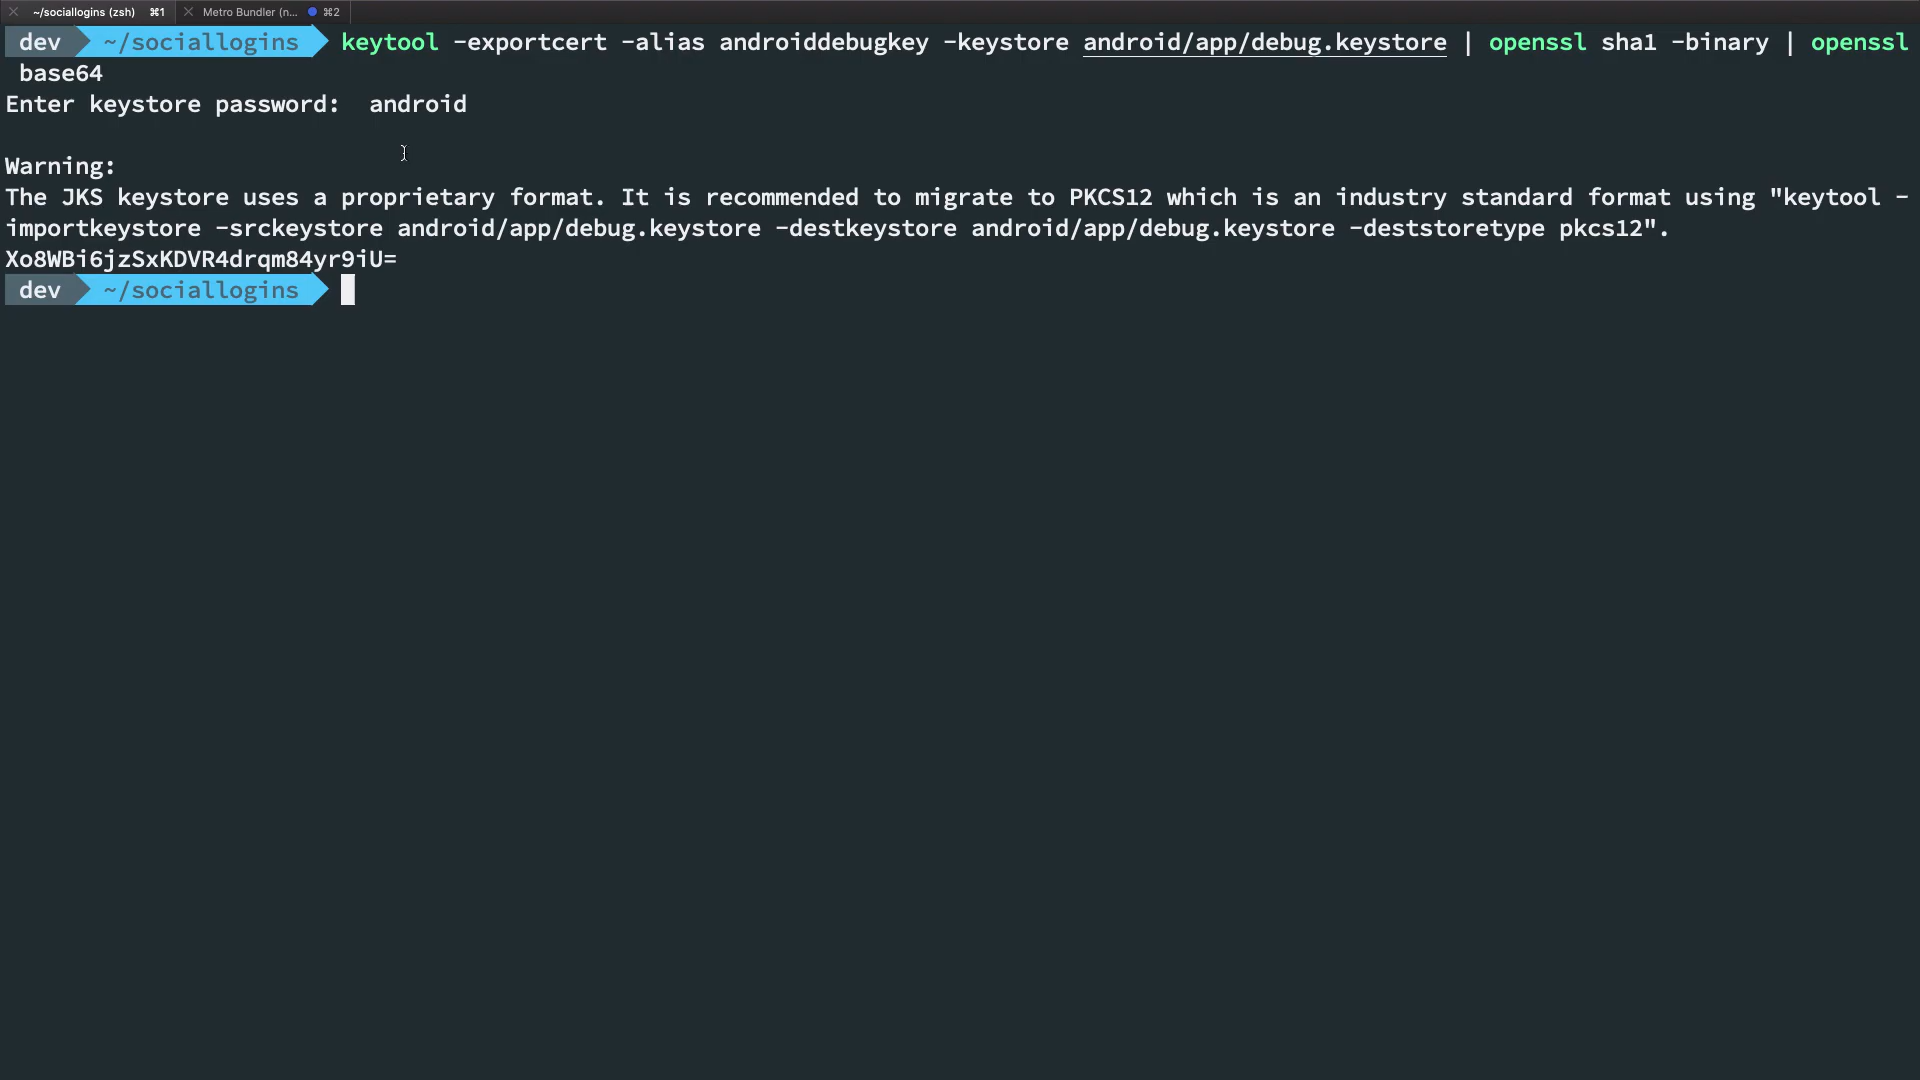 ~/sociallogins (zsh) ⌘1 Metro Bundler (n... ⌘2
dev ~/sociallogins keytool -exportcert -alias androiddebugkey -keystore android/app/debug.keystore | openssl sha1 -binary | openssl
base64
Enter keystore password:  android
Warning:
The JKS keystore uses a proprietary format. It is recommended to migrate to PKCS12 which is an industry standard format using "keytool -
importkeystore -srckeystore android/app/debug.keystore -destkeystore android/app/debug.keystore -deststoretype pkcs12".
Xo8WBi6jzSxKDVR4drqm84yr9iU=
dev ~/sociallogins